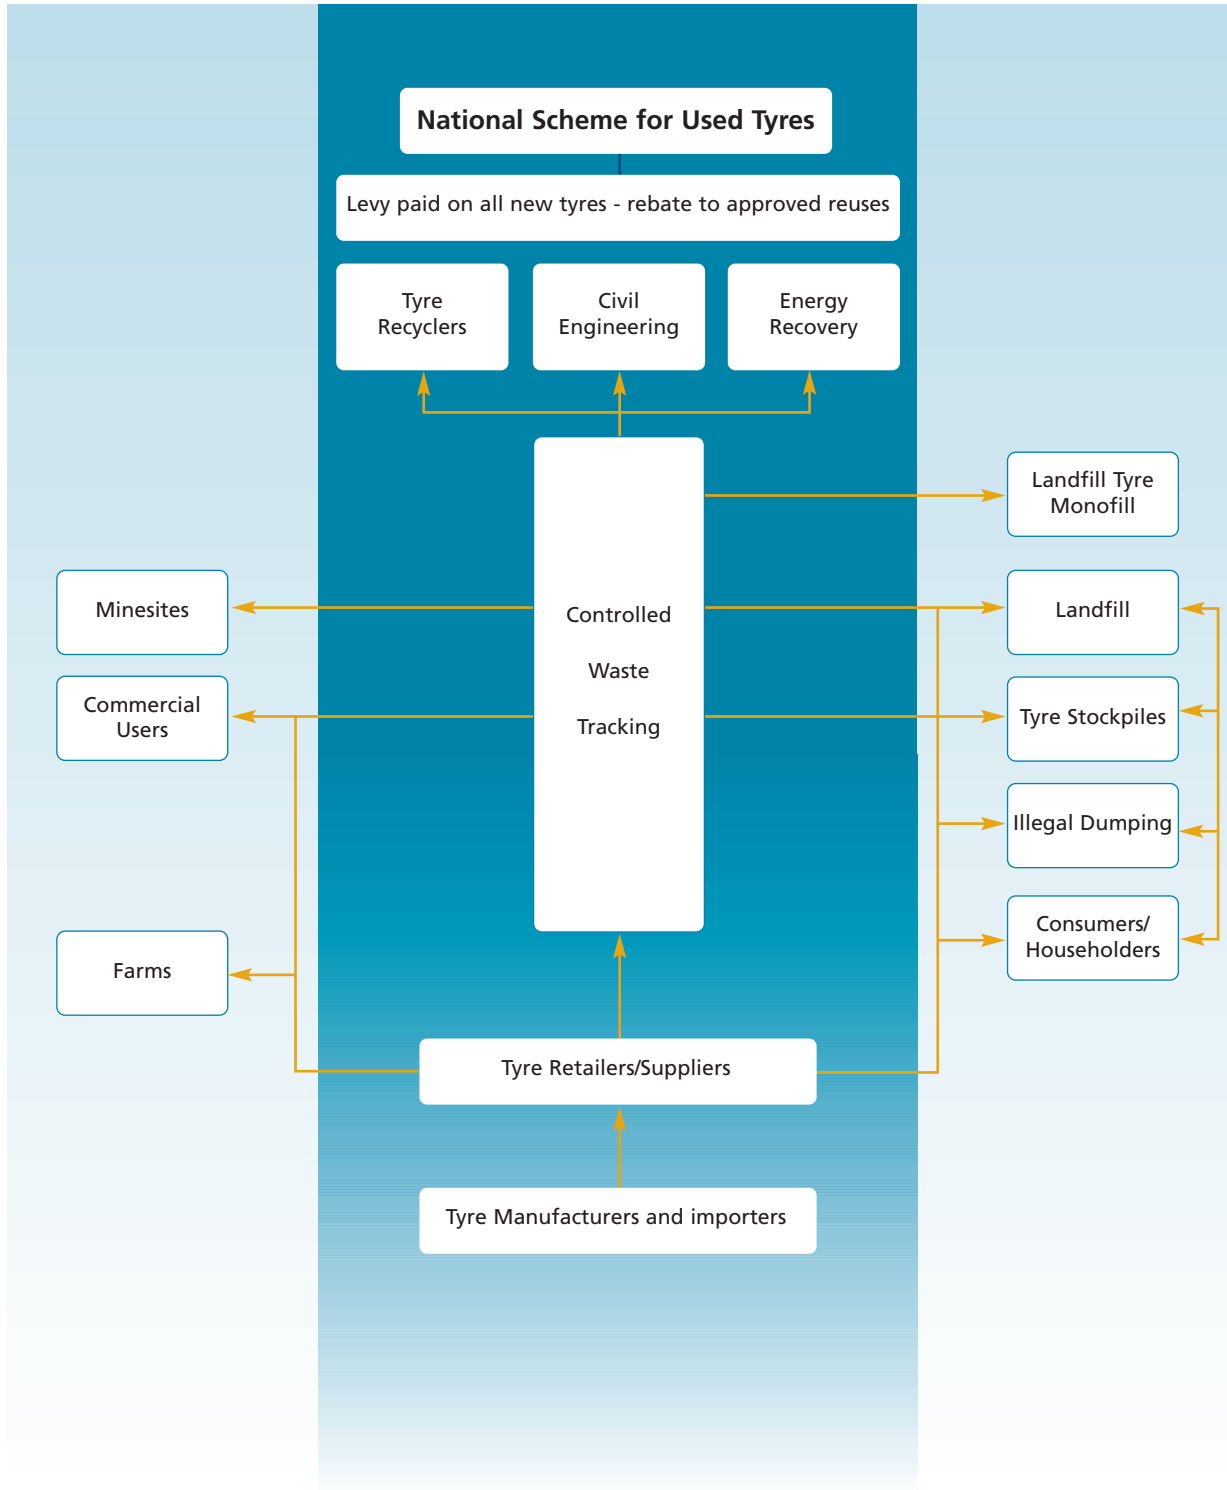 National Scheme for Used Tyres
Levy paid on all new tyres - rebate to approved reuses
Tyre
Recyclers
Civil
Engineering
Energy
Recovery
Landfill Tyre
Monofill
Minesites
Controlled
Waste
Tracking
Landfill
Commercial
Users
Tyre Stockpiles
Illegal Dumping
Farms
Consumers/
Householders
Tyre Retailers/Suppliers
Tyre Manufacturers and importers